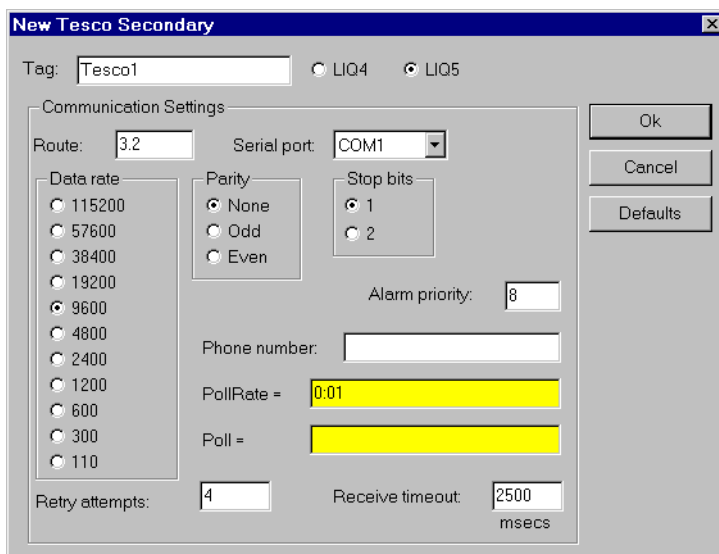 New Tesco Secondary
Tag: Tesco1 LIQ4 LIQ5
Communication Settings
Route: 3.2 Serial port: COM1
Data rate
115200
57600
38400
19200
9600
4800
2400
1200
600
300
110
Parity
None
Odd
Even
Stop bits
1
2
Alarm priority: 8
Phone number:
PollRate = 0:01
Poll =
Retry attempts: 4
Receive timeout: 2500
msecs
Ok
Cancel
Defaults